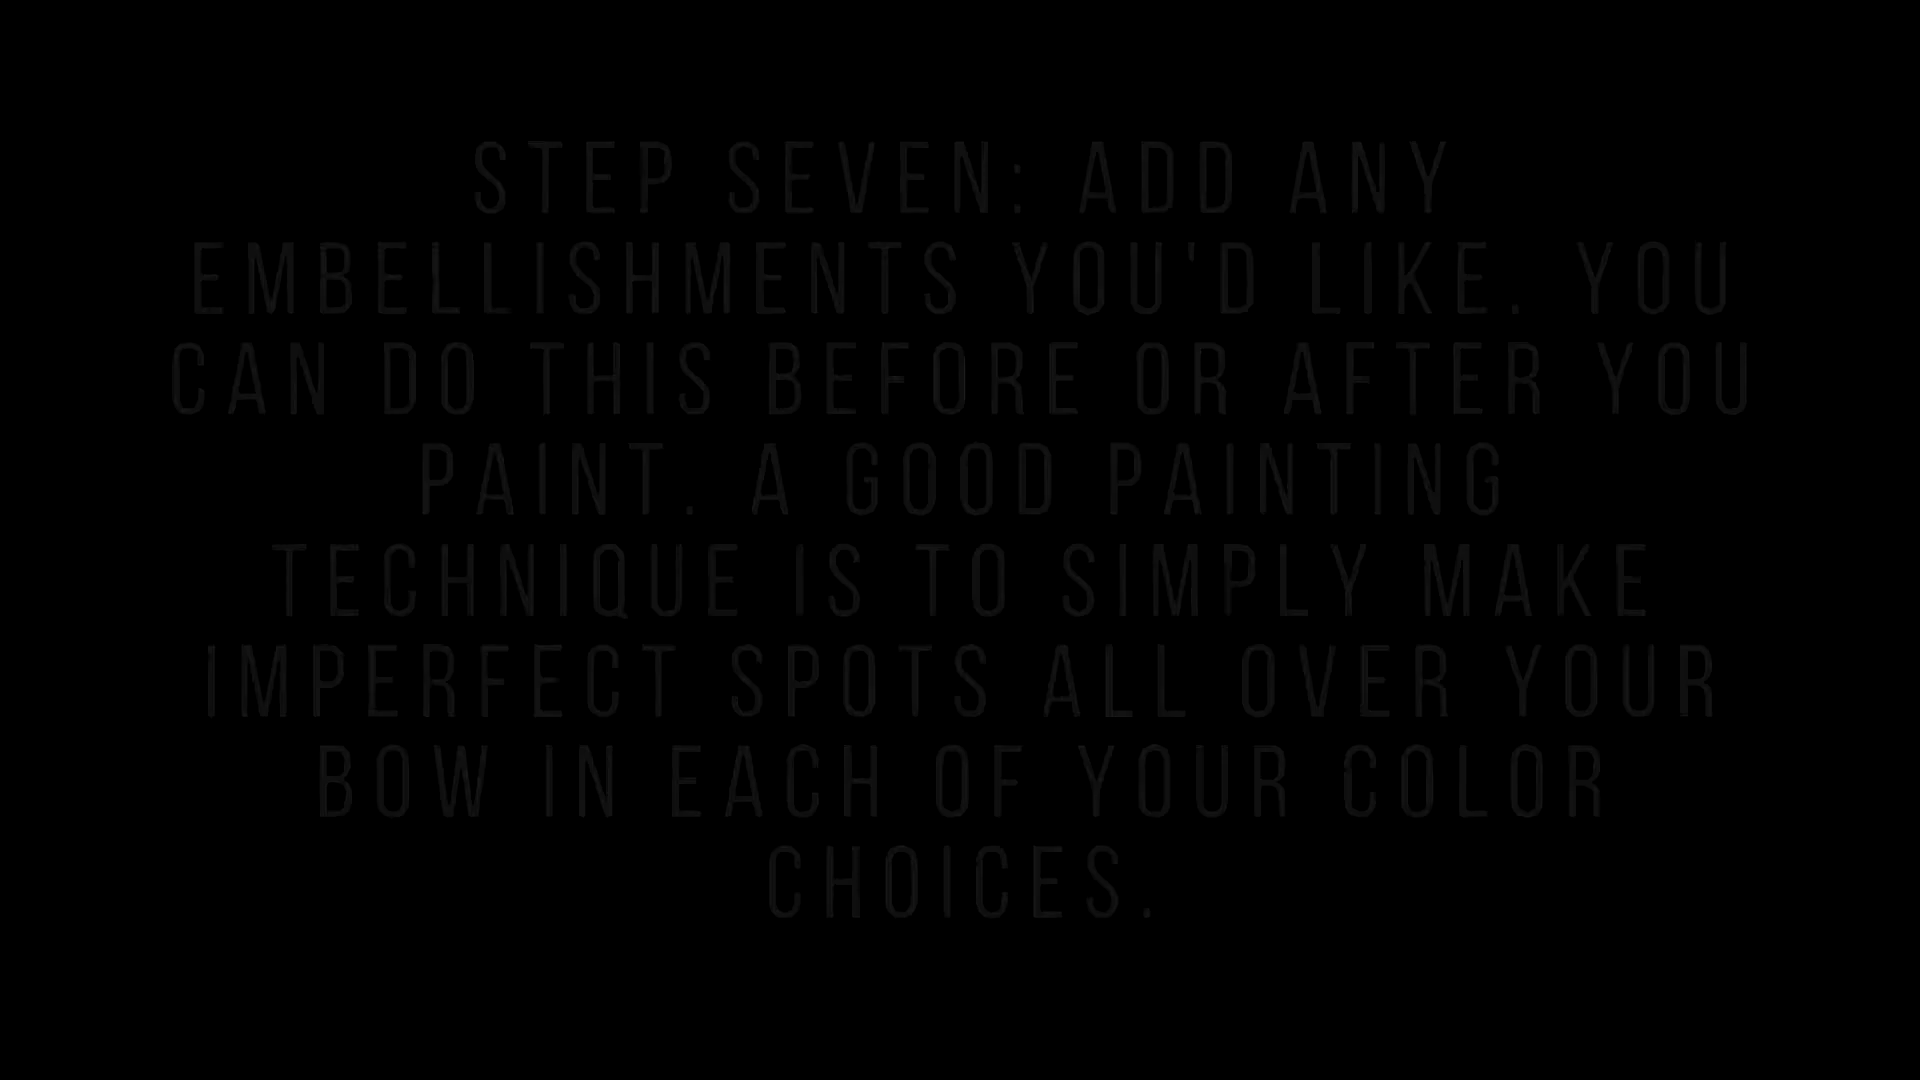 STEP SEVEN: ADD ANY
EMBELLISHMENTS YOU'D LIKE. YOU
CAN DO THIS BEFORE OR AFTER YOU
PAINT. A GOOD PAINTING
TECHNIQUE IS TO SIMPLY MAKE
IMPERFECT SPOTS ALL OVER YOUR
BOW IN EACH OF YOUR COLOR
CHOICES.